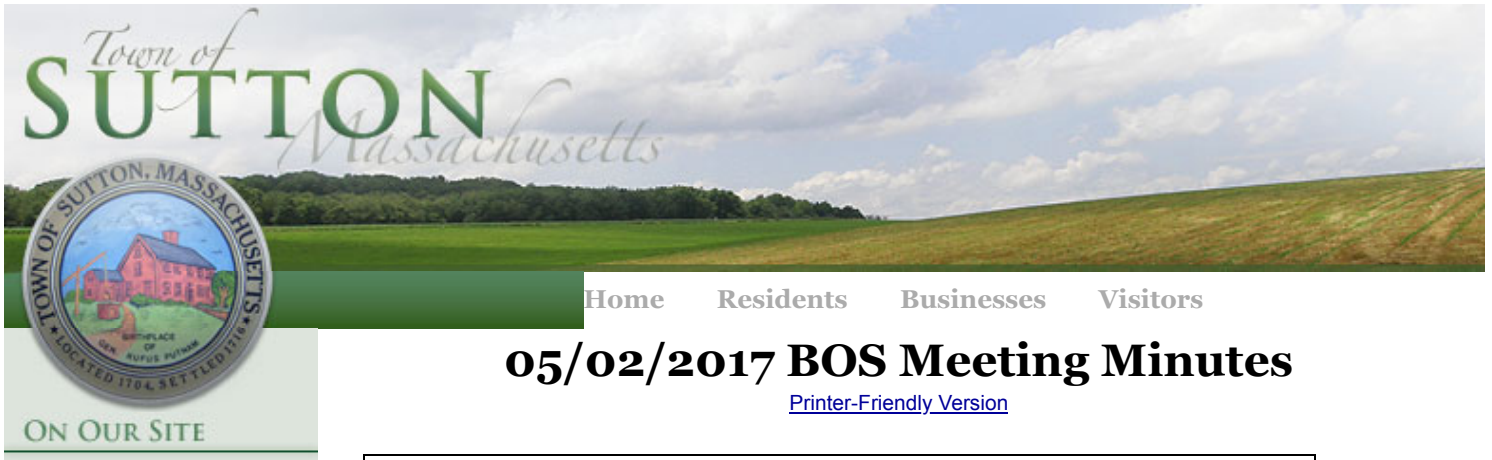 Town of
SUTTON
Massachusetts
TOWN OF SUTTON, MASSACHUSETTS
BIRTHPLACE
OF
GEN. RUFUS PUTNAM
★ LOCATED 1704, SETTLED 1716 ★
Home Residents Businesses Visitors
05/02/2017 BOS Meeting Minutes
Printer-Friendly Version
ON OUR SITE